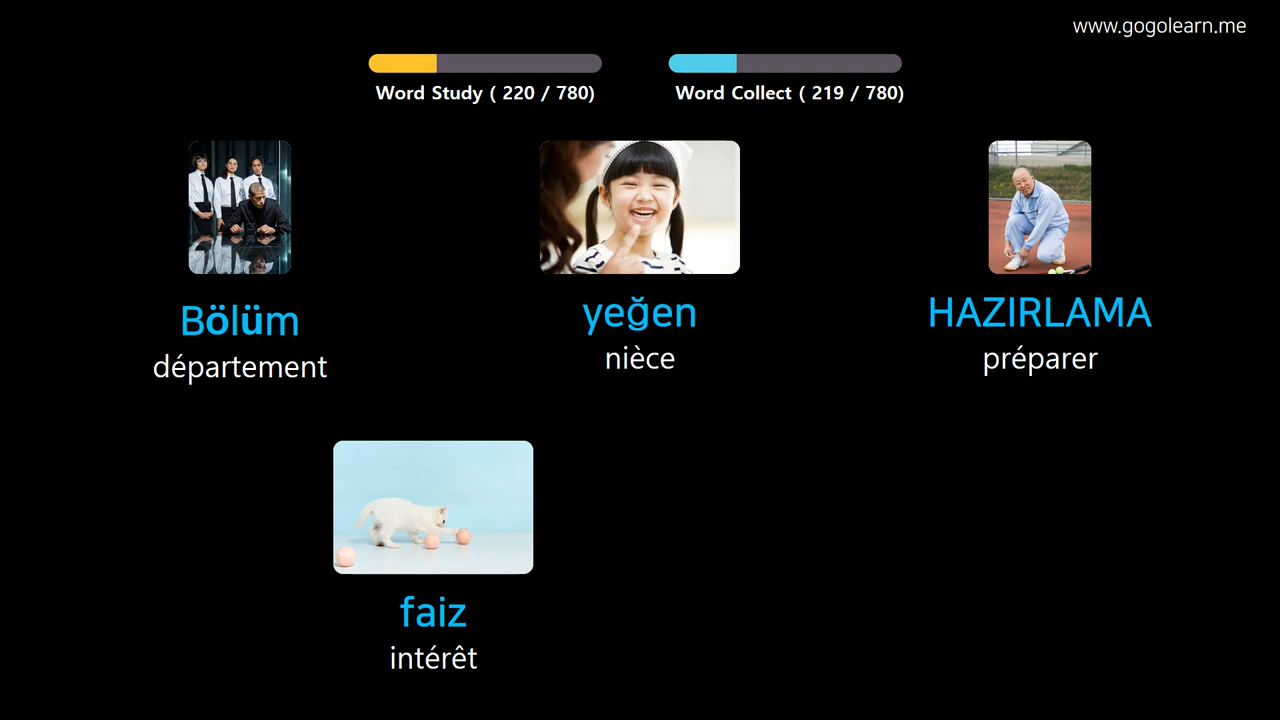 www.gogolearn.me
Word Study ( 220 / 780)
Word Collect ( 219 / 780)
Bölüm
département
yeğen
nièce
HAZIRLAMA
préparer
faiz
intérêt